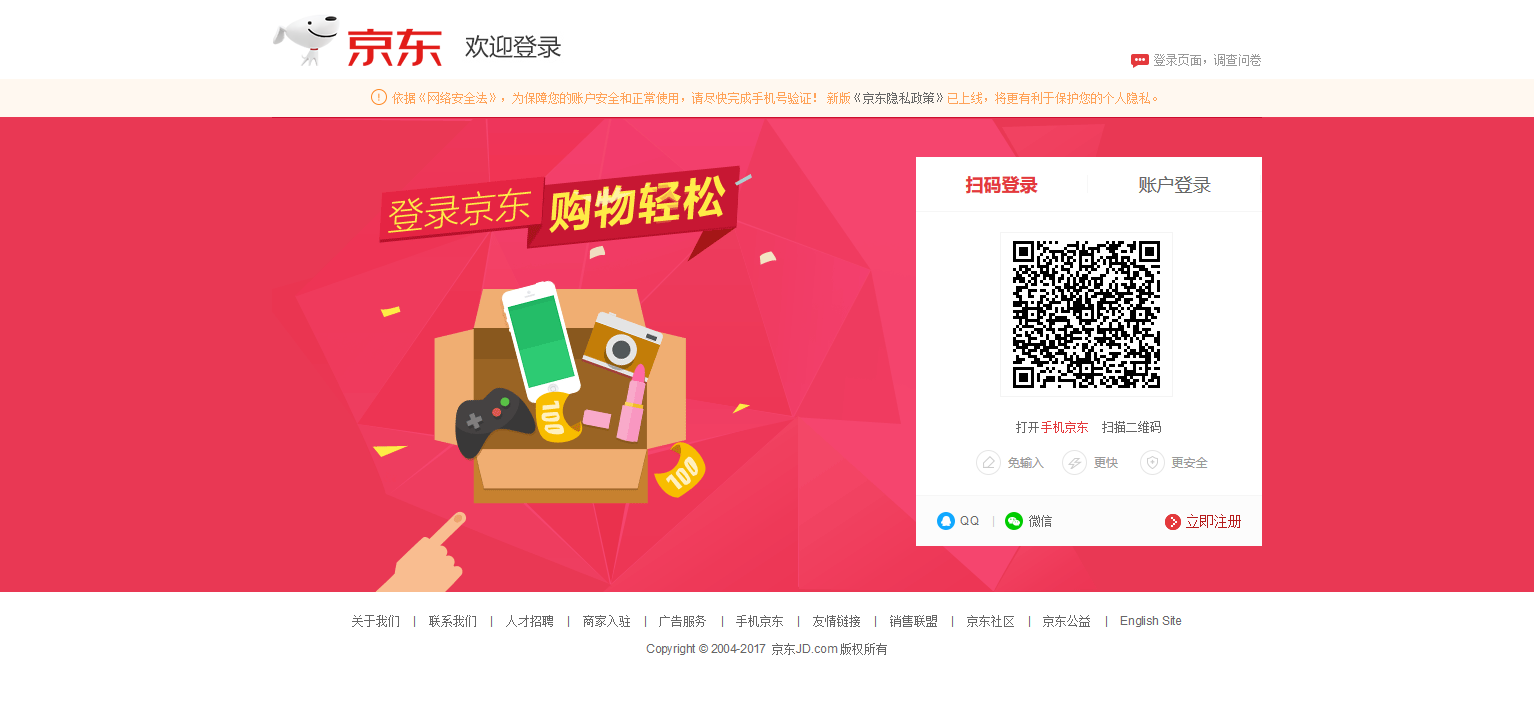 京东 欢迎登录
登录页面，调查问卷
依据《网络安全法》，为保障您的账户安全和正常使用，请尽快完成手机号验证！ 新版《京东隐私政策》已上线，将更有利于保护您的个人隐私。
登录京东 购物轻松
100
100
扫码登录 账户登录
打开手机京东 扫描二维码
免输入 更快 更安全
QQ | 微信 立即注册
关于我们 | 联系我们 | 人才招聘 | 商家入驻 | 广告服务 | 手机京东 | 友情链接 | 销售联盟 | 京东社区 | 京东公益 | English Site
Copyright © 2004-2017 京东JD.com 版权所有